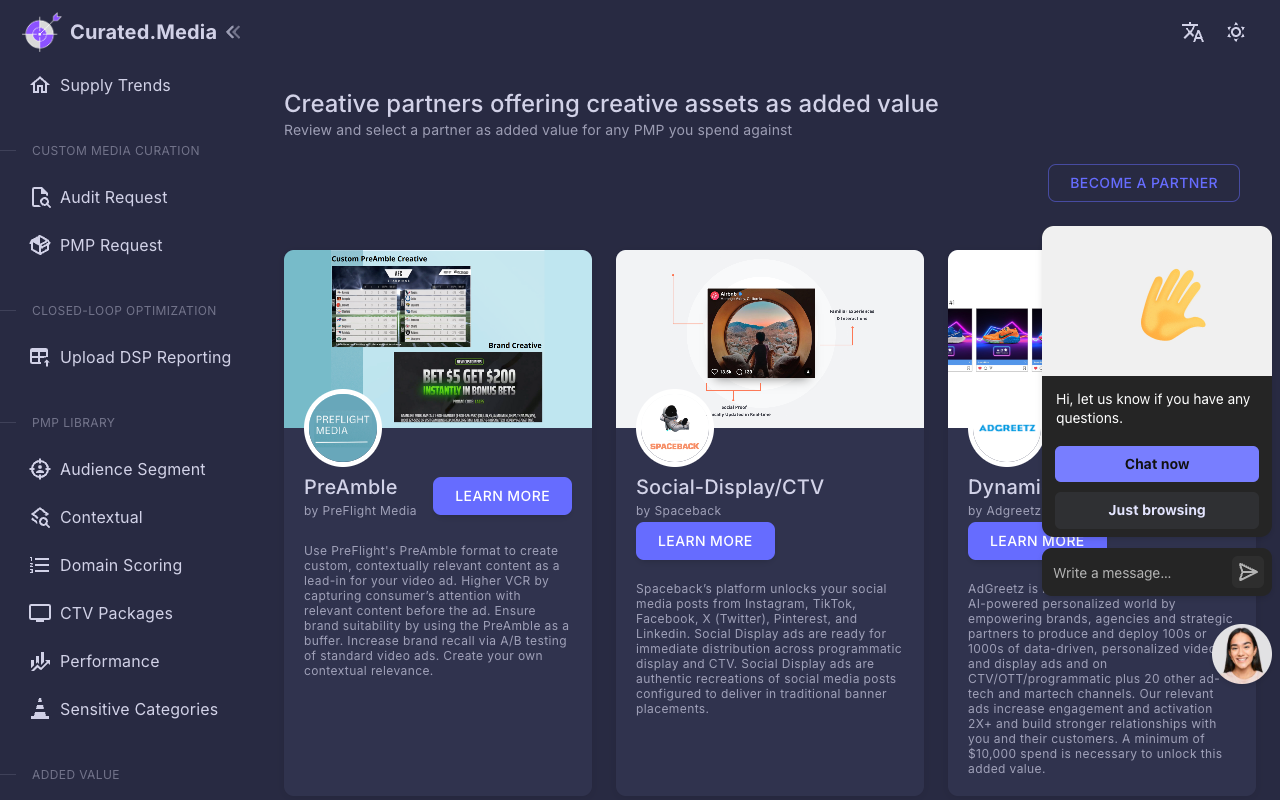 Curated.Media
Supply Trends
CUSTOM MEDIA CURATION
Audit Request
PMP Request
CLOSED-LOOP OPTIMIZATION
Upload DSP Reporting
PMP LIBRARY
Audience Segment
Contextual
Domain Scoring
CTV Packages
Performance
Sensitive Categories
ADDED VALUE
Creative partners offering creative assets as added value
Review and select a partner as added value for any PMP you spend against
BECOME A PARTNER
Custom PreAmble Creative
Brand Creative
BET $5 GET $200
INSTANTLY IN BONUS BETS
PREFLIGHT
MEDIA
PreAmble
by PreFlight Media
LEARN MORE
Use PreFlight's PreAmble format to create
custom, contextually relevant content as a
lead-in for your video ad. Higher VCR by
capturing consumer’s attention with
relevant content before the ad. Ensure
brand suitability by using the PreAmble as a
buffer. Increase brand recall via A/B testing
of standard video ads. Create your own
contextual relevance.
Airbnb
Familiar Experiences
& Interactions
Social Proof
SPACEBACK
Social-Display/CTV
by Spaceback
LEARN MORE
Spaceback’s platform unlocks your social
media posts from Instagram, TikTok,
Facebook, X (Twitter), Pinterest, and
Linkedin. Social Display ads are ready for
immediate distribution across programmatic
display and CTV. Social Display ads are
authentic recreations of social media posts
configured to deliver in traditional banner
placements.
ADGREETZ
Dynami
by Adgreetz
LEARN MORE
AdGreetz is
AI-powered personalized world by
empowering brands, agencies and strategic
partners to produce and deploy 100s or
1000s of data-driven, personalized video
and display ads and on
CTV/OTT/programmatic plus 20 other ad-
tech and martech channels. Our relevant
ads increase engagement and activation
2X+ and build stronger relationships with
you and their customers. A minimum of
$10,000 spend is necessary to unlock this
added value.
Hi, let us know if you have any
questions.
Chat now
Just browsing
Write a message...